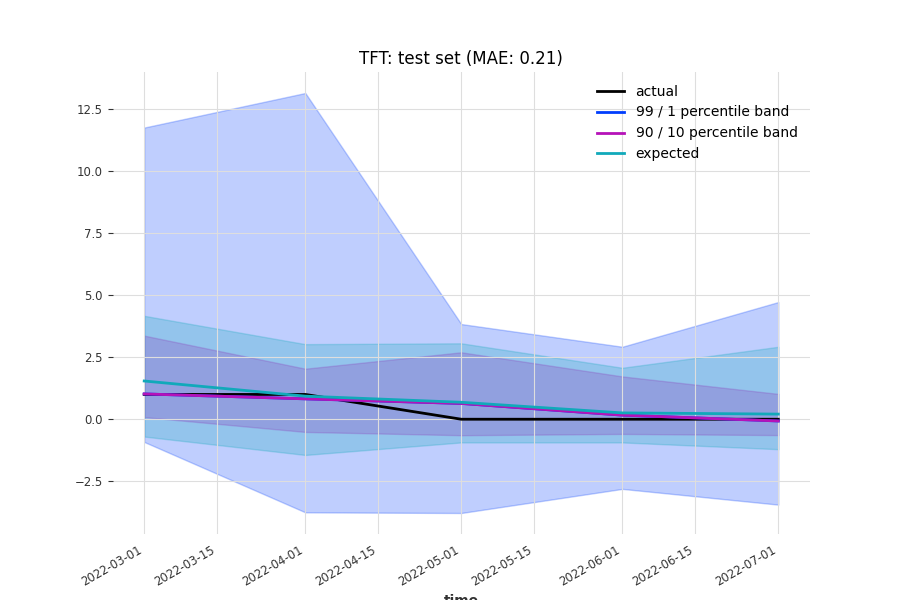 TFT: test set (MAE: 0.21)
actual
99 / 1 percentile band
90 / 10 percentile band
expected
12.5
10.0
7.5
5.0
2.5
0.0
−2.5
2022-03-01
2022-03-15
2022-04-01
2022-04-15
2022-05-01
2022-05-15
2022-06-01
2022-06-15
2022-07-01
time